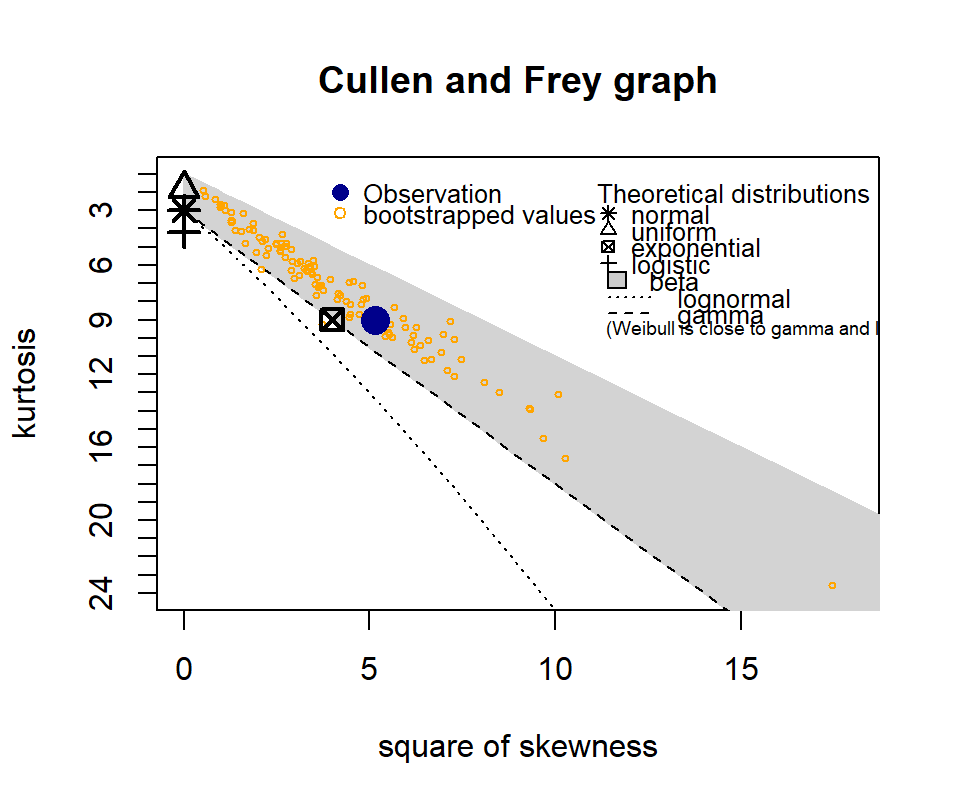 Cullen and Frey graph
Observation
bootstrapped values
Theoretical distributions
normal
uniform
exponential
logistic
beta
lognormal
gamma
(Weibull is close to gamma and l
kurtosis
3
6
9
12
16
20
24
0 5 10 15
square of skewness